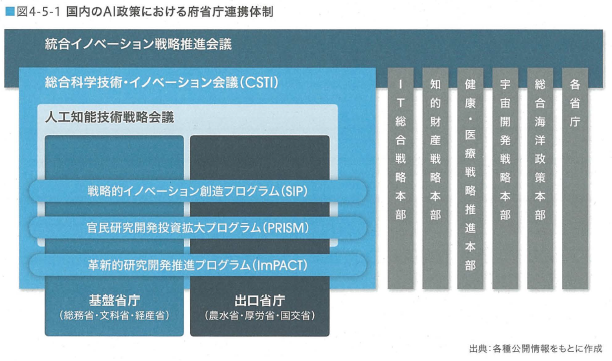 ■図4-5-1 国内のAI政策における府省庁連携体制
統合イノベーション戦略推進会議
総合科学技術・イノベーション会議(CSTI)
人工知能技術戦略会議
戦略的イノベーション創造プログラム(SIP)
官民研究開発投資拡大プログラム(PRISM)
革新的研究開発推進プログラム(ImPACT)
基盤省庁
(総務省・文科省・経産省)
出口省庁
(農水省・厚労省・国交省)
IT総合戦略本部
知的財産戦略本部
健康・医療戦略推進本部
宇宙開発戦略本部
総合海洋政策本部
各省庁
出典:各種公開情報をもとに作成